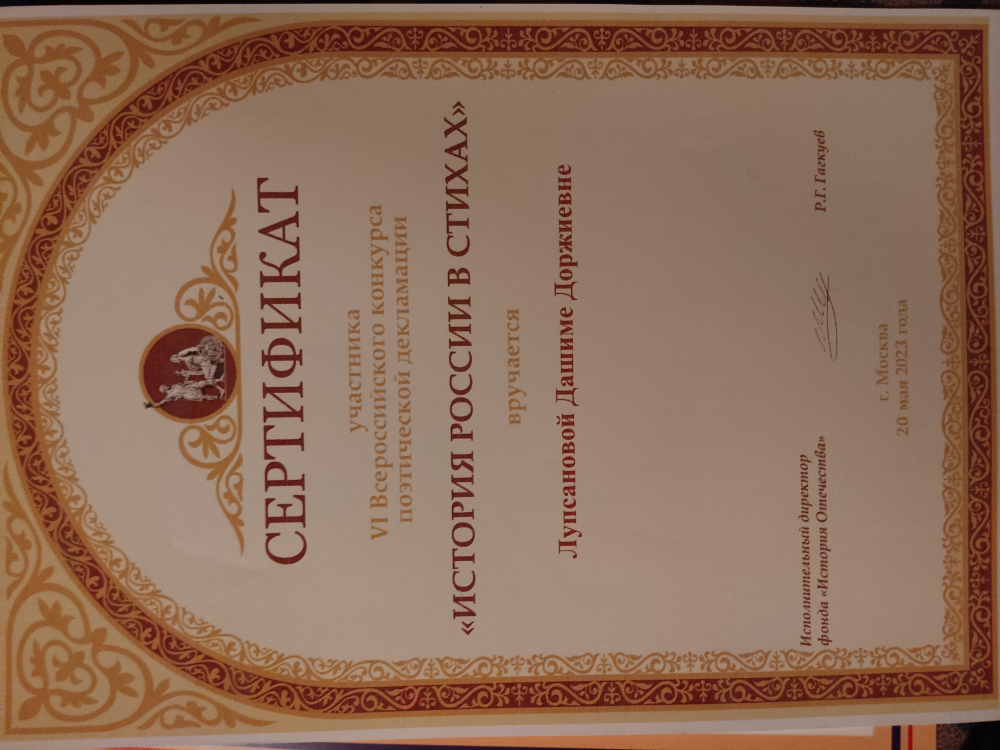 СЕРТИФИКАТ
участника
VI Всероссийского конкурса
поэтической декламации
«ИСТОРИЯ РОССИИ В СТИХАХ»
вручается
Лупсановой Дашиме Доржиевне
Исполнительный директор
фонда «История Отечества»
Р.Г. Гагкуев
г. Москва
20 мая 2023 года